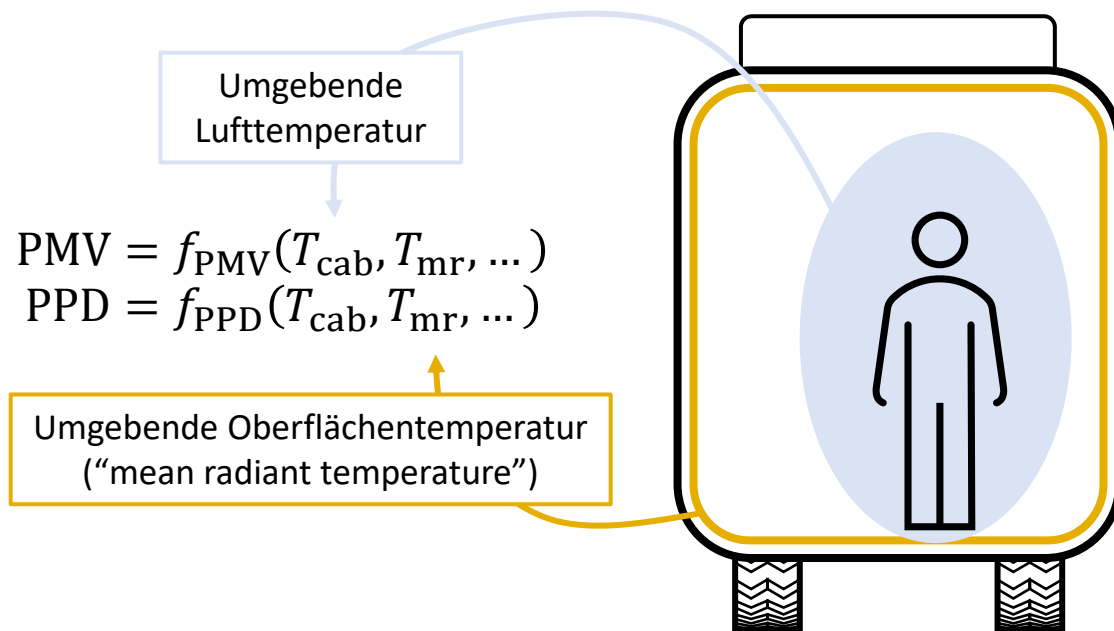 Umgebende
Lufttemperatur
PMV = f_PMV(T_cab, T_mr, … )
PPD = f_PPD(T_cab, T_mr, … )
Umgebende Oberflächentemperatur
(“mean radiant temperature”)